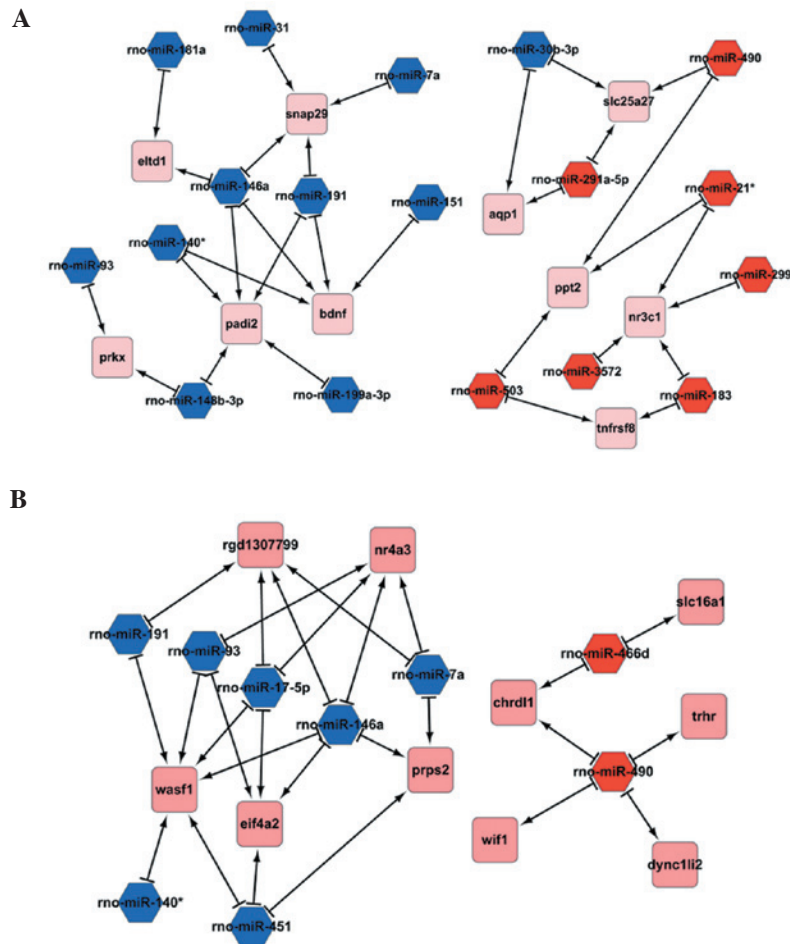 A
rno-miR-31
rno-miR-181a
rno-miR-7a
snap29
eltd1
rno-miR-146a
rno-miR-191
rno-miR-151
rno-miR-140*
rno-miR-93
bdnf
padi2
prkx
rno-miR-148b-3p
rno-miR-199a-3p
rno-miR-30b-3p
rno-miR-490
slc25a27
rno-miR-291a-5p
rno-miR-21*
aqp1
ppt2
rno-miR-299
nr3c1
rno-miR-3572
rno-miR-503
rno-miR-183
tnfrsf8
B
rgd1307799
nr4a3
rno-miR-191
rno-miR-93
rno-miR-17-5p
rno-miR-7a
rno-miR-146a
prps2
wasf1
eif4a2
rno-miR-140*
rno-miR-451
slc16a1
rno-miR-466d
chrdl1
trhr
rno-miR-490
wif1
dync1li2